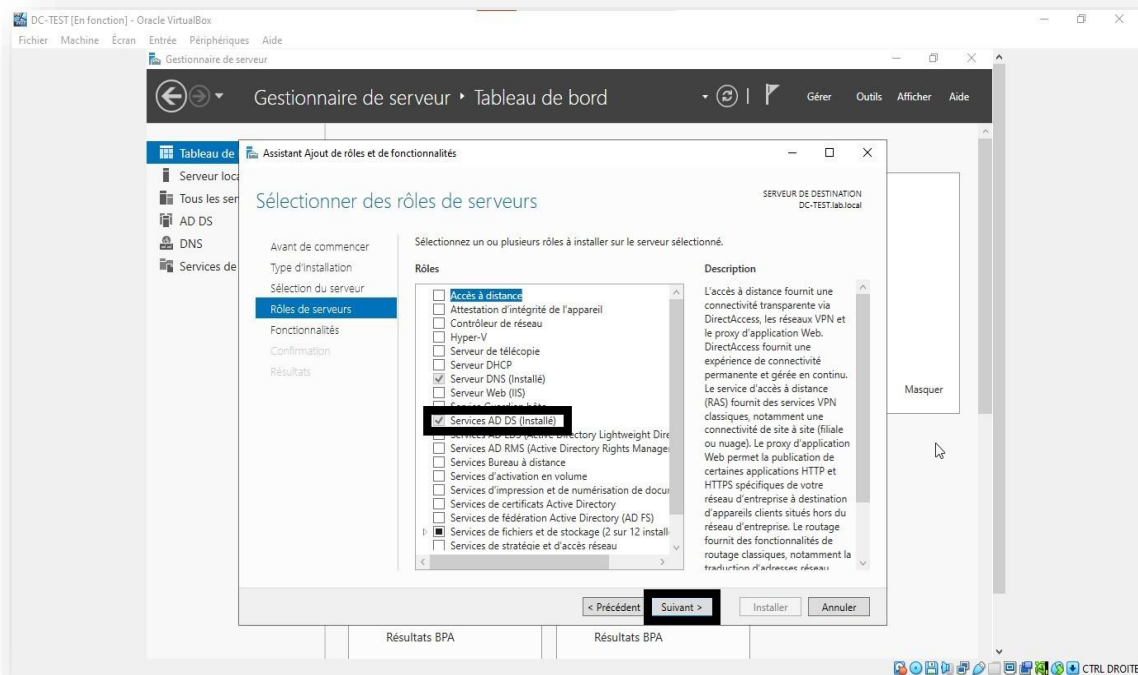 DC-TEST [En fonction] - Oracle VirtualBox
Fichier Machine Écran Entrée Périphériques Aide
Gestionnaire de serveur
Gestionnaire de serveur Tableau de bord
Gérer Outils Afficher Aide
Tableau de
Serveur loca
Tous les ser
AD DS
DNS
Services de
Assistant Ajout de rôles et de fonctionnalités
Sélectionner des rôles de serveurs
SERVEUR DE DESTINATION
DC-TEST.lab.local
Avant de commencer
Type d'installation
Sélection du serveur
Rôles de serveurs
Fonctionnalités
Confirmation
Résultats
Sélectionnez un ou plusieurs rôles à installer sur le serveur sélectionné.
Rôles
Accès à distance
Attestation d'intégrité de l'appareil
Contrôleur de réseau
Hyper-V
Serveur de télécopie
Serveur DHCP
Serveur DNS (Installé)
Serveur Web (IIS)
Services AD DS (Installé)
Services AD LDS (Active Directory Lightweight Dire
Services AD RMS (Active Directory Rights Manage
Services Bureau à distance
Services d'activation en volume
Services d'impression et de numérisation de docu
Services de certificats Active Directory
Services de fédération Active Directory (AD FS)
Services de fichiers et de stockage (2 sur 12 install
Services de stratégie et d'accès réseau
Description
L'accès à distance fournit une
connectivité transparente via
DirectAccess, les réseaux VPN et
le proxy d'application Web.
DirectAccess fournit une
expérience de connectivité
permanente et gérée en continu.
Le service d'accès à distance
(RAS) fournit des services VPN
classiques, notamment une
connectivité de site à site (filiale
ou nuage). Le proxy d'application
Web permet la publication de
certaines applications HTTP et
HTTPS spécifiques de votre
réseau d'entreprise à destination
d'appareils clients situés hors du
réseau d'entreprise. Le routage
fournit des fonctionnalités de
routage classiques, notamment la
traduction d'adresses réseau
Masquer
< Précédent Suivant > Installer Annuler
Résultats BPA
Résultats BPA
CTRL DROITE